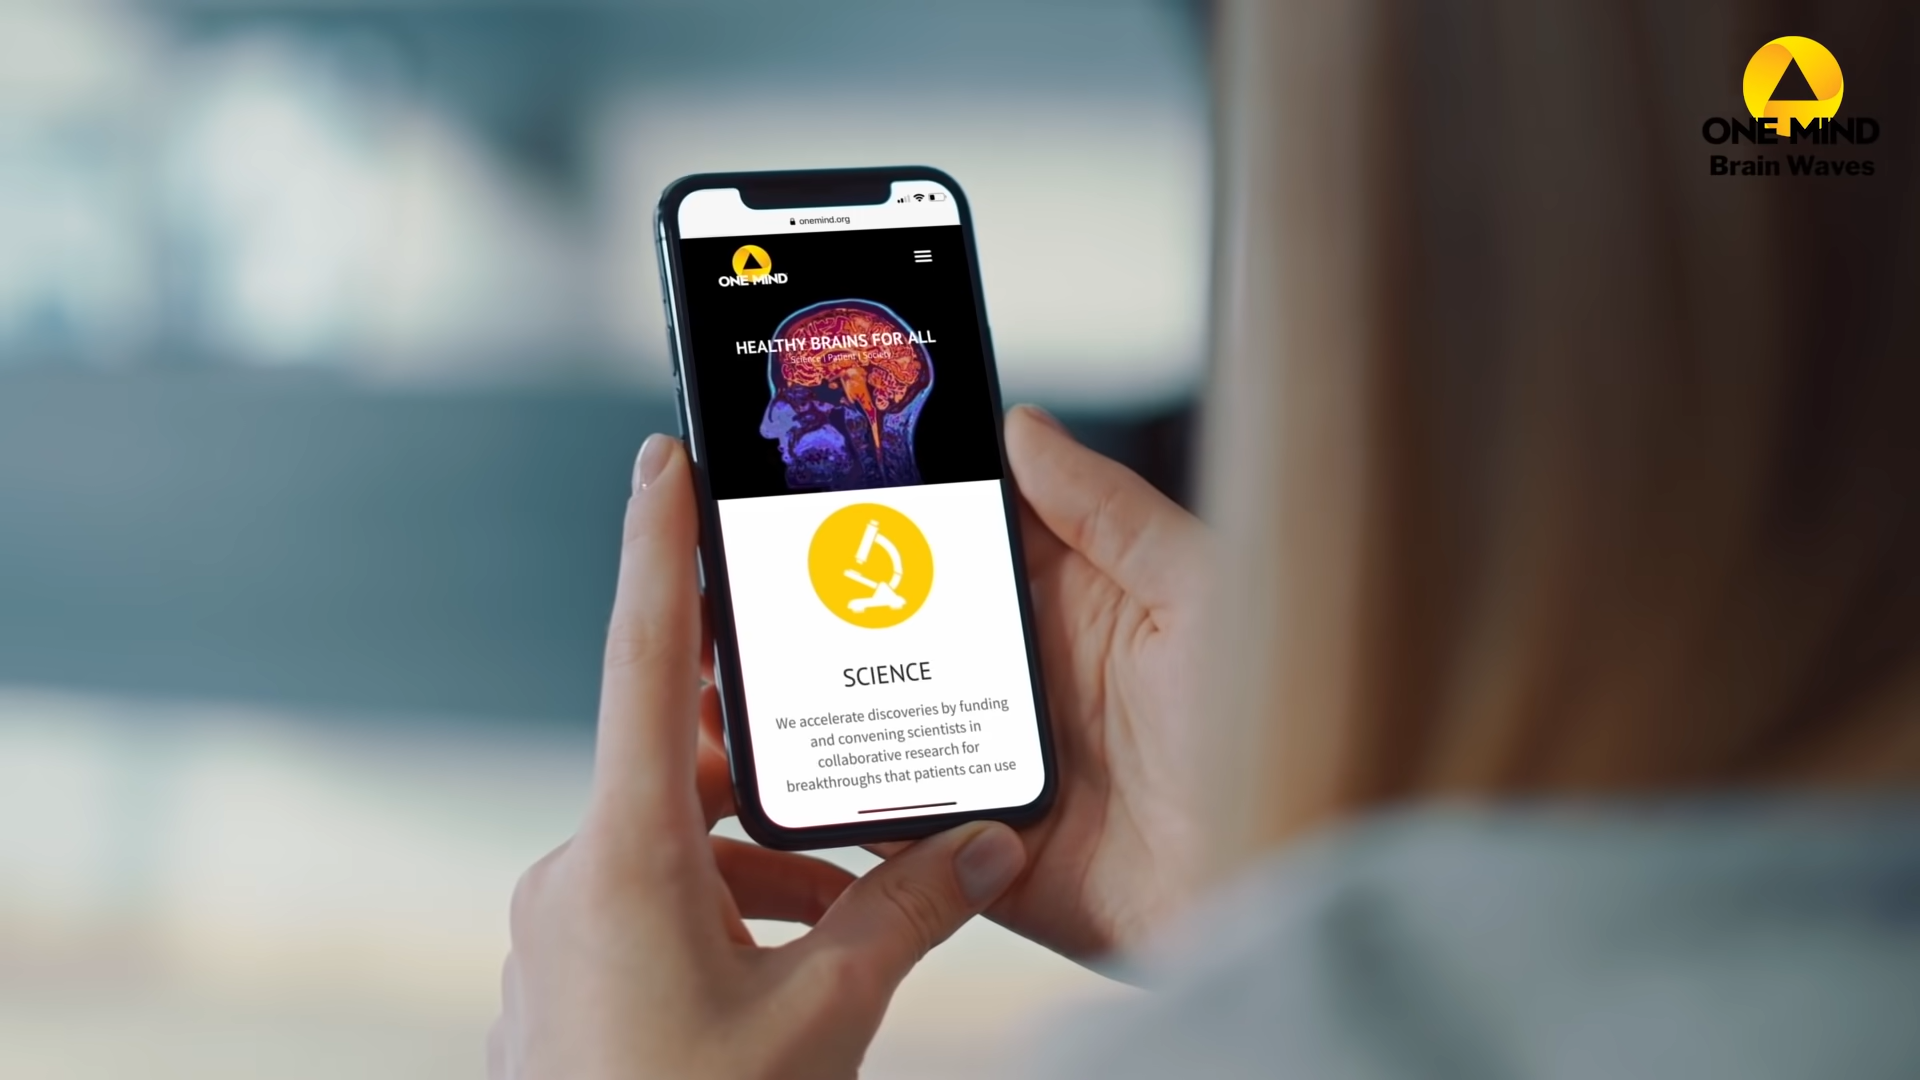 onemind.org
ONE MIND
HEALTHY BRAINS FOR ALL
Science | Patient | Society
SCIENCE
We accelerate discoveries by funding
and convening scientists in
collaborative research for
breakthroughs that patients can use
ONE MIND
Brain Waves